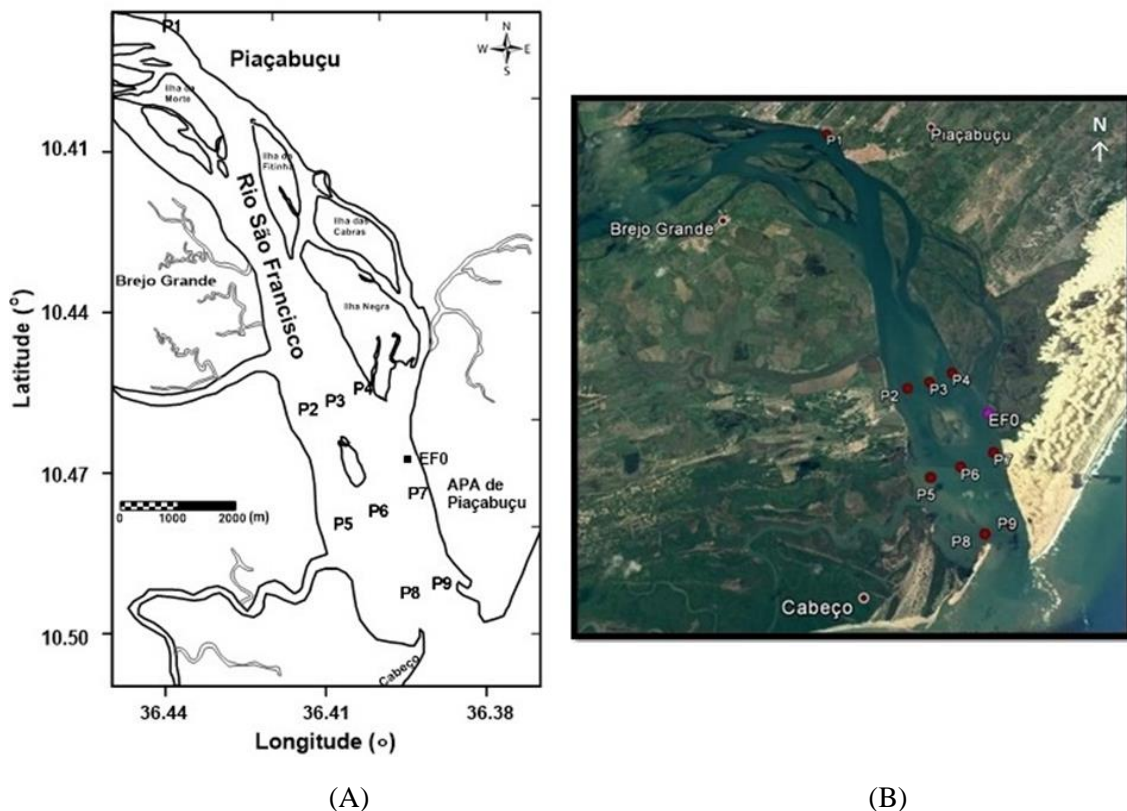 P1
N
W E
S
Piaçabuçu
Ilha da
Morte
10.41
Ilha da
Fitinha
Rio São Francisco
Ilha das
Cabras
Brejo Grande
Ilha Negra
10.44
Latitude (°)
P2 P3 P4
EF0
10.47
P7
APA de
Piaçabuçu
0 1000 2000 (m)
P5 P6
P8 P9
10.50
Cabeço
36.44 36.41 36.38
Longitude (o)
(A)
P1
Piaçabuçu
N
Brejo Grande
P2 P3 P4
EF0
P5 P6
P8 P9
Cabeço
(B)